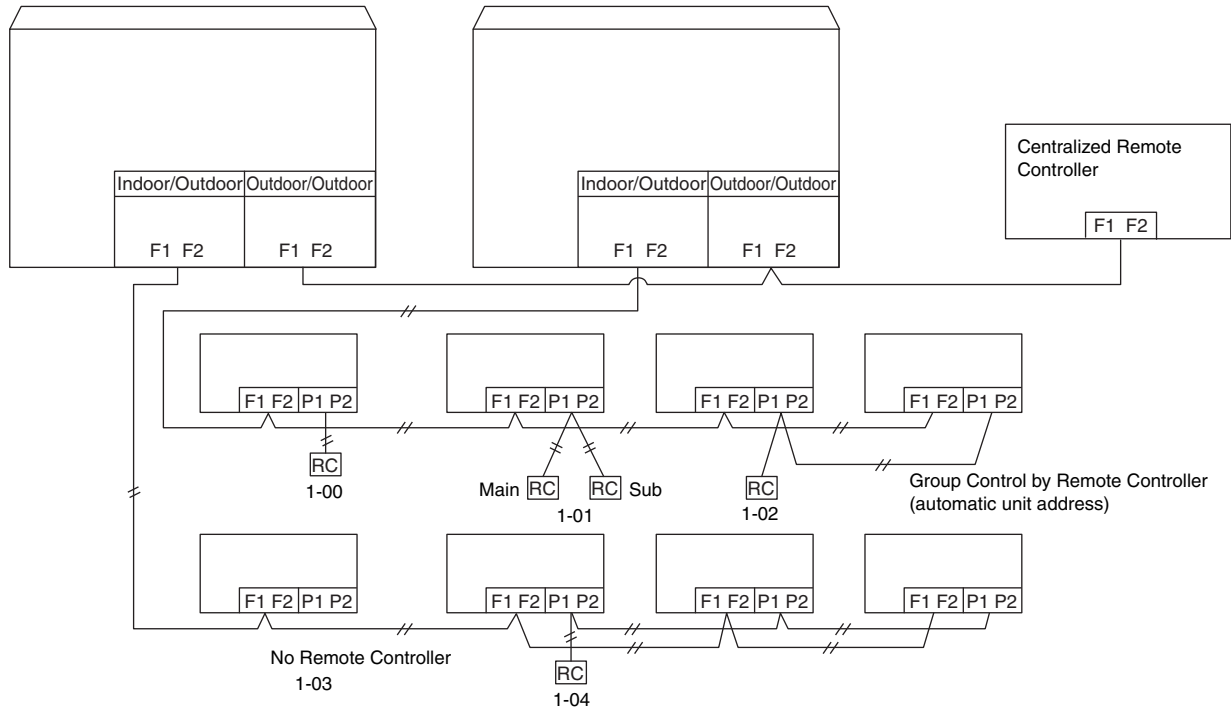 Indoor/Outdoor Outdoor/Outdoor
F1 F2 F1 F2
Indoor/Outdoor Outdoor/Outdoor
F1 F2 F1 F2
Centralized Remote
Controller
F1 F2
F1 F2 P1 P2
F1 F2 P1 P2
F1 F2 P1 P2
F1 F2 P1 P2
RC
1-00
Main RC RC Sub
1-01
RC
1-02
Group Control by Remote Controller
(automatic unit address)
F1 F2 P1 P2
F1 F2 P1 P2
F1 F2 P1 P2
F1 F2 P1 P2
No Remote Controller
1-03
RC
1-04